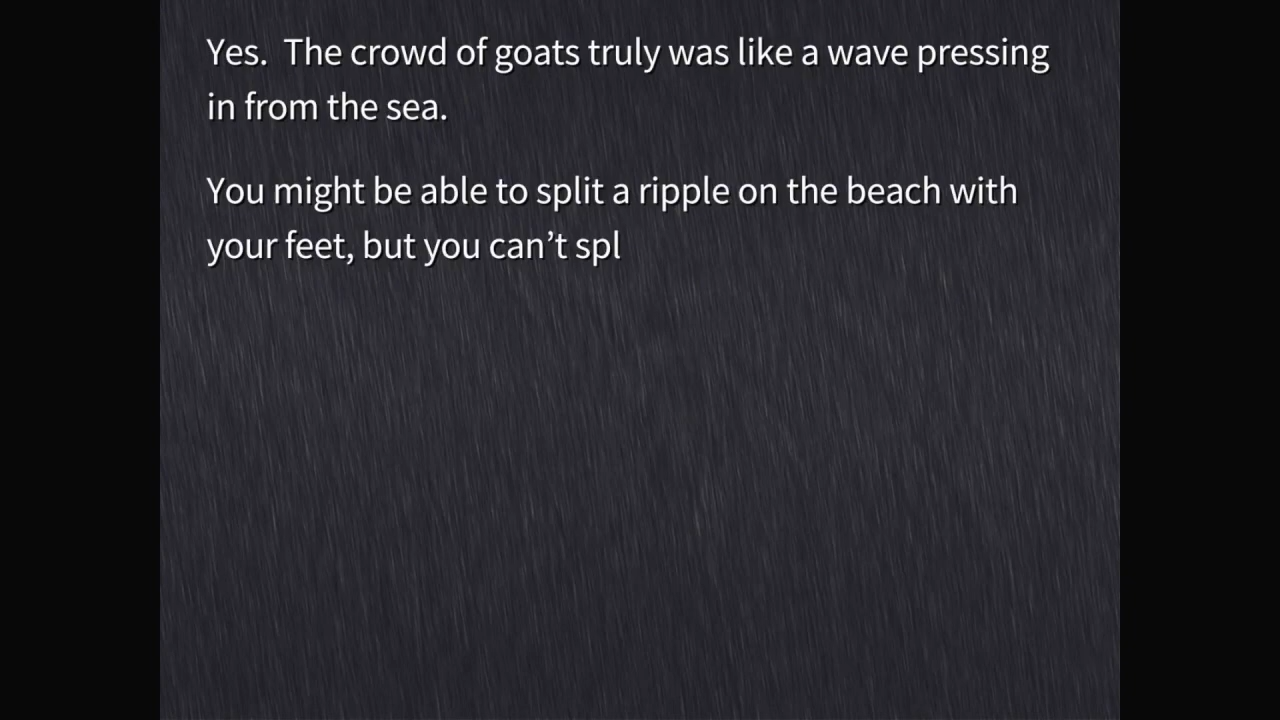 Yes.  The crowd of goats truly was like a wave pressing
in from the sea.
You might be able to split a ripple on the beach with
your feet, but you can’t spl